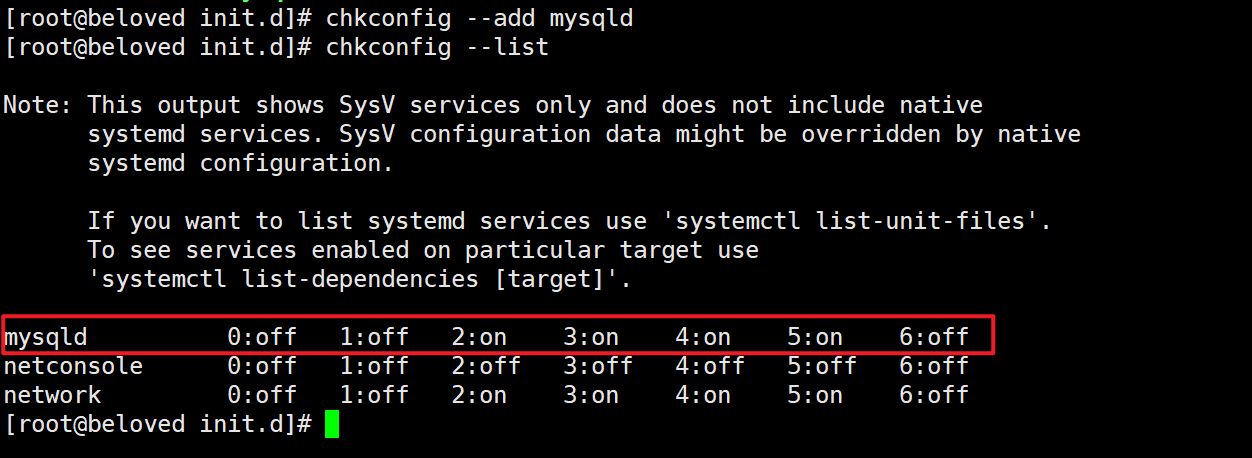 [root@beloved init.d]# chkconfig --add mysqld
[root@beloved init.d]# chkconfig --list
Note: This output shows SysV services only and does not include native
systemd services. SysV configuration data might be overridden by native
systemd configuration.
If you want to list systemd services use 'systemctl list-unit-files'.
To see services enabled on particular target use
'systemctl list-dependencies [target]'.
mysqld 0:off 1:off 2:on 3:on 4:on 5:on 6:off
netconsole 0:off 1:off 2:off 3:off 4:off 5:off 6:off
network 0:off 1:off 2:on 3:on 4:on 5:on 6:off
[root@beloved init.d]#